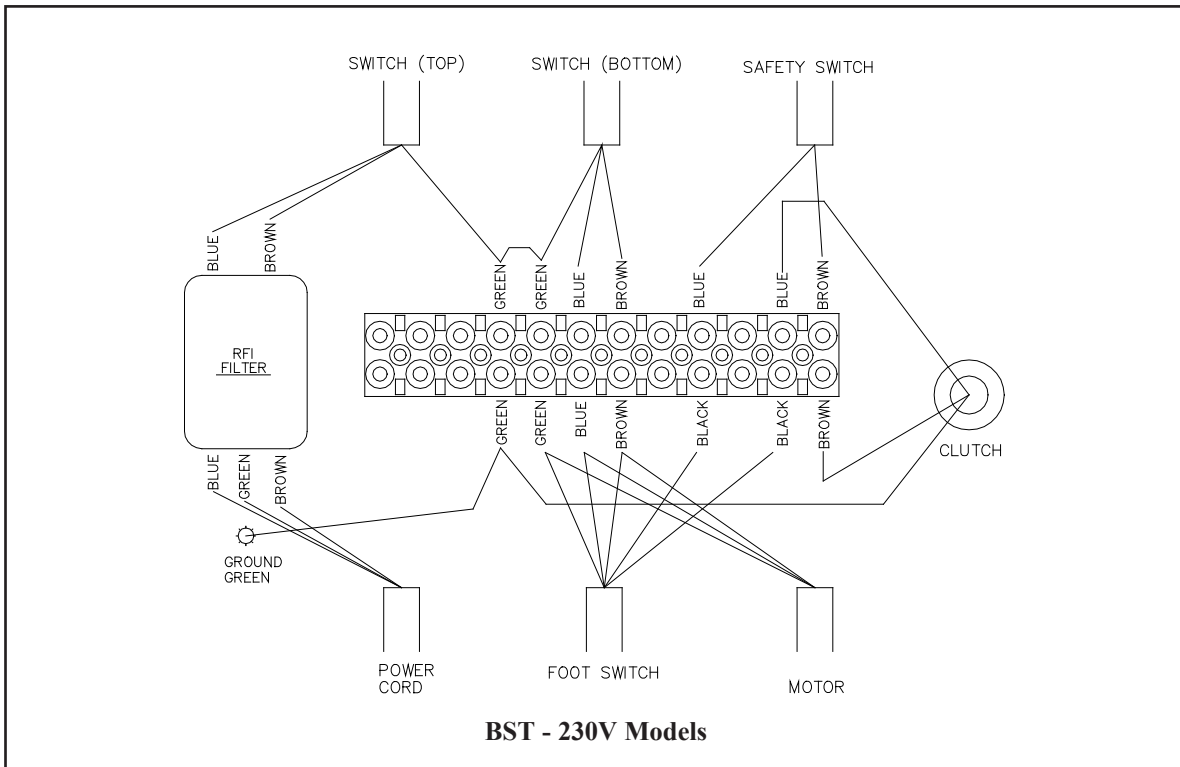 SWITCH (TOP)
SWITCH (BOTTOM)
SAFETY SWITCH
BLUE
BROWN
GREEN
GREEN
BLUE
BROWN
BLUE
BLUE
BROWN
RFI
FILTER
GREEN
GREEN
BLUE
BROWN
BLACK
BLACK
BROWN
CLUTCH
BLUE
GREEN
BROWN
GROUND
GREEN
POWER
CORD
FOOT SWITCH
MOTOR
BST - 230V Models